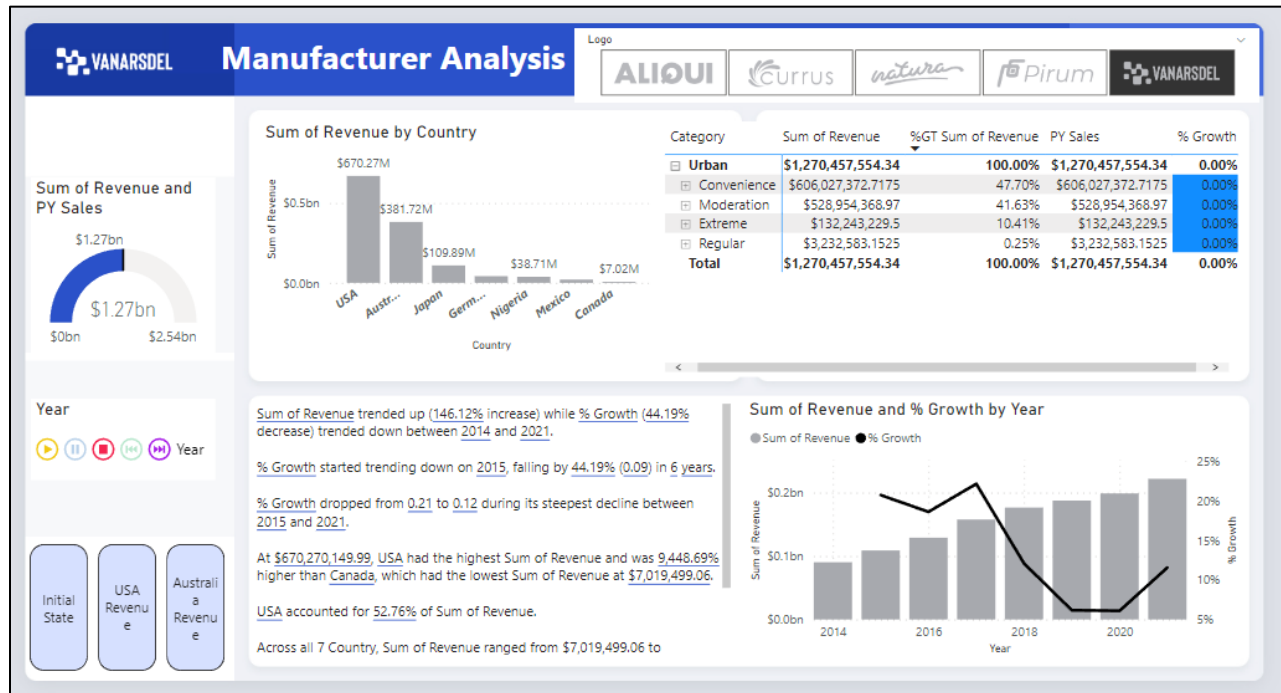 VANARSDEL
Manufacturer Analysis
Logo
ALIQUI
Currus
natura
Pirum
VANARSDEL
Sum of Revenue and
PY Sales
$1.27bn
$1.27bn
$0bn
$2.54bn
Year
Year
Initial
State
USA
Revenu
e
Australi
a
Revenu
e
Sum of Revenue by Country
Sum of Revenue
$0.5bn
$0.0bn
$670.27M
$381.72M
$109.89M
$38.71M
$7.02M
USA
Austr...
Japan
Germ...
Nigeria
Mexico
Canada
Country
Category Sum of Revenue %GT Sum of Revenue PY Sales % Growth
Urban $1,270,457,554.34 100.00% $1,270,457,554.34 0.00%
Convenience $606,027,372.7175 47.70% $606,027,372.7175 0.00%
Moderation $528,954,368.97 41.63% $528,954,368.97 0.00%
Extreme $132,243,229.5 10.41% $132,243,229.5 0.00%
Regular $3,232,583.1525 0.25% $3,232,583.1525 0.00%
Total $1,270,457,554.34 100.00% $1,270,457,554.34 0.00%
Sum of Revenue trended up (146.12% increase) while % Growth (44.19%
decrease) trended down between 2014 and 2021.
% Growth started trending down on 2015, falling by 44.19% (0.09) in 6 years.
% Growth dropped from 0.21 to 0.12 during its steepest decline between
2015 and 2021.
At $670,270,149.99, USA had the highest Sum of Revenue and was 9,448.69%
higher than Canada, which had the lowest Sum of Revenue at $7,019,499.06.
USA accounted for 52.76% of Sum of Revenue.
Across all 7 Country, Sum of Revenue ranged from $7,019,499.06 to
Sum of Revenue and % Growth by Year
Sum of Revenue % Growth
Sum of Revenue
$0.2bn
$0.1bn
$0.0bn
25%
20%
15%
10%
5%
% Growth
2014
2016
2018
2020
Year